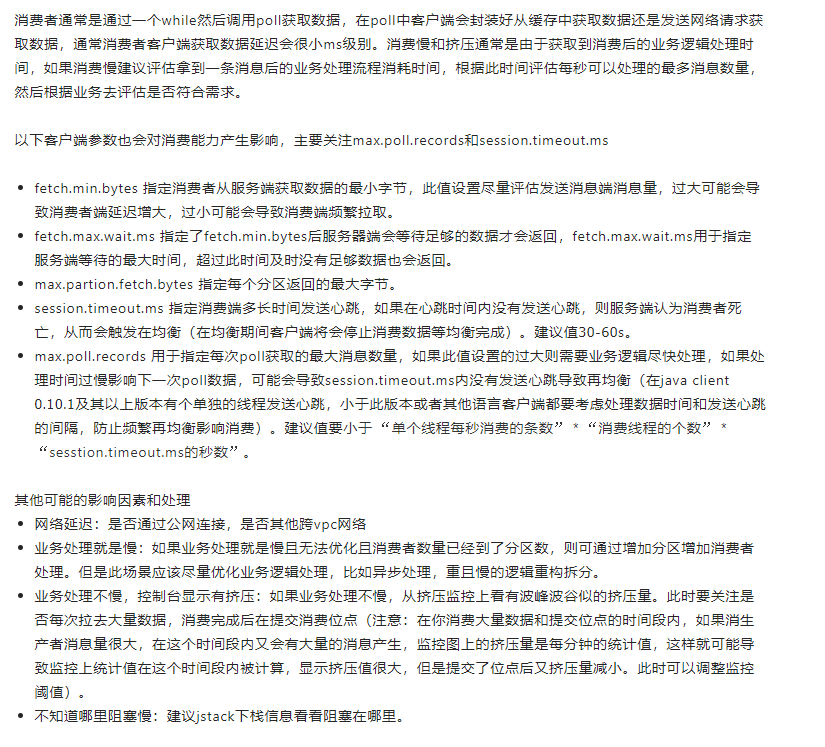 消费者通常是通过一个while然后调用poll获取数据，在poll中客户端会封装好从缓存中获取数据还是发送网络请求获
取数据，通常消费者客户端获取数据延迟会很小ms级别。消费慢和挤压通常是由于获取到消费后的业务逻辑处理时
间，如果消费慢建议评估拿到一条消息后的业务处理流程消耗时间，根据此时间评估每秒可以处理的最多消息数量，
然后根据业务去评估是否符合需求。
以下客户端参数也会对消费能力产生影响，主要关注max.poll.records和session.timeout.ms
• fetch.min.bytes 指定消费者从服务端获取数据的最小字节，此值设置尽量评估发送消息端消息量，过大可能会导
致消费者端延迟增大，过小可能会导致消费端频繁拉取。
• fetch.max.wait.ms 指定了fetch.min.bytes后服务器端会等待足够的数据才会返回，fetch.max.wait.ms用于指定
服务端等待的最大时间，超过此时间及时没有足够数据也会返回。
• max.partion.fetch.bytes 指定每个分区返回的最大字节。
• session.timeout.ms 指定消费端多长时间发送心跳，如果在心跳时间内没有发送心跳，则服务端认为消费者死
亡，从而会触发在均衡（在均衡期间客户端将会停止消费数据等均衡完成）。建议值30-60s。
• max.poll.records 用于指定每次poll获取的最大消息数量，如果此值设置的过大则需要业务逻辑尽快处理，如果处
理时间过慢影响下一次poll数据，可能会导致session.timeout.ms内没有发送心跳导致再均衡（在java client
0.10.1及其以上版本有个单独的线程发送心跳，小于此版本或者其他语言客户端都要考虑处理数据时间和发送心跳
的间隔，防止频繁再均衡影响消费）。建议值要小于 “单个线程每秒消费的条数” * “消费线程的个数” *
“sesstion.timeout.ms的秒数” 。
其他可能的影响因素和处理
• 网络延迟：是否通过公网连接，是否其他跨vpc网络
• 业务处理就是慢：如果业务处理就是慢且无法优化且消费者数量已经到了分区数，则可通过增加分区增加消费者
处理。但是此场景应该尽量优化业务逻辑处理，比如异步处理，重且慢的逻辑重构拆分。
• 业务处理不慢，控制台显示有挤压：如果业务处理不慢，从挤压监控上看有波峰波谷似的挤压量。此时要关注是
否每次拉去大量数据，消费完成后在提交消费位点（注意：在你消费大量数据和提交位点的时间段内，如果消生
产者消息量很大，在这个时间段内又会有大量的消息产生，监控图上的挤压量是每分钟的统计值，这样就可能导
致监控上统计值在这个时间段内被计算，显示挤压值很大，但是提交了位点后又挤压量减小。此时可以调整监控
阈值）。
• 不知道哪里阻塞慢：建议jstack下栈信息看看阻塞在哪里。